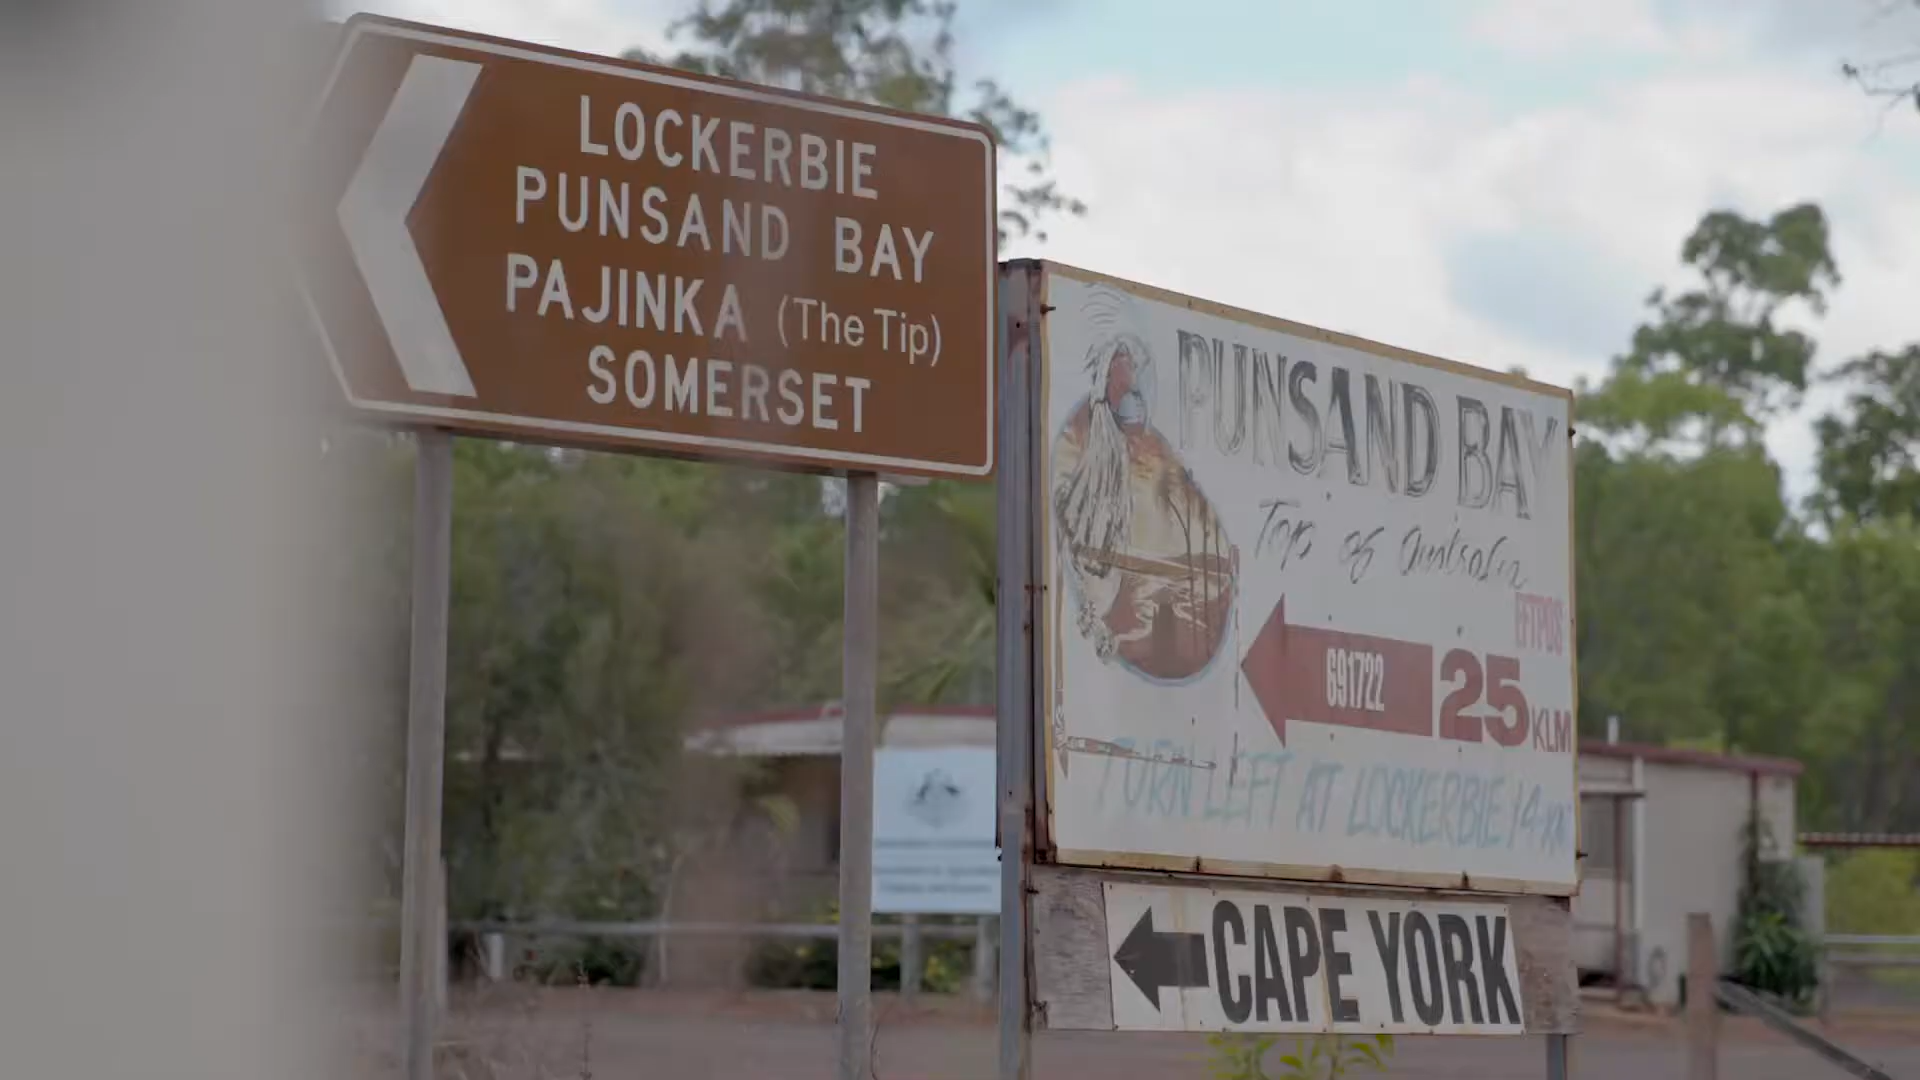 LOCKERBIE
PUNSAND BAY
PAJINKA (The Tip)
SOMERSET
PUNSAND BAY
Top of Australia
EFTPOS
691722
25 KLM
TURN LEFT AT LOCKERBIE 14
CAPE YORK